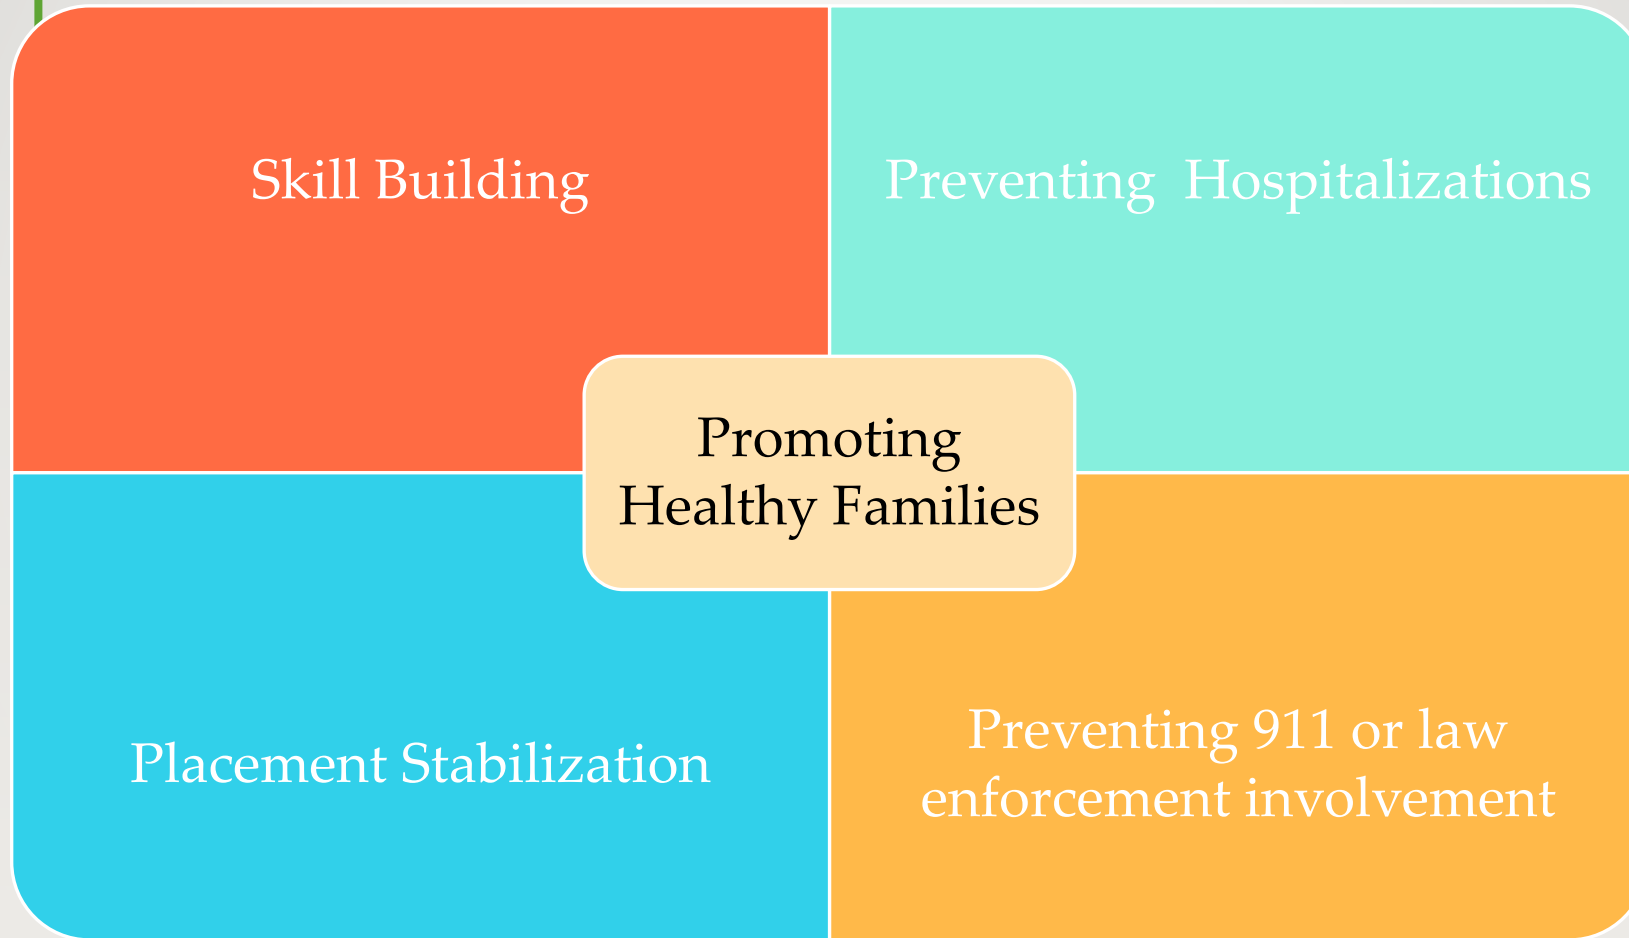 Skill Building
Preventing  Hospitalizations
Promoting
Healthy Families
Placement Stabilization
Preventing 911 or law
enforcement involvement